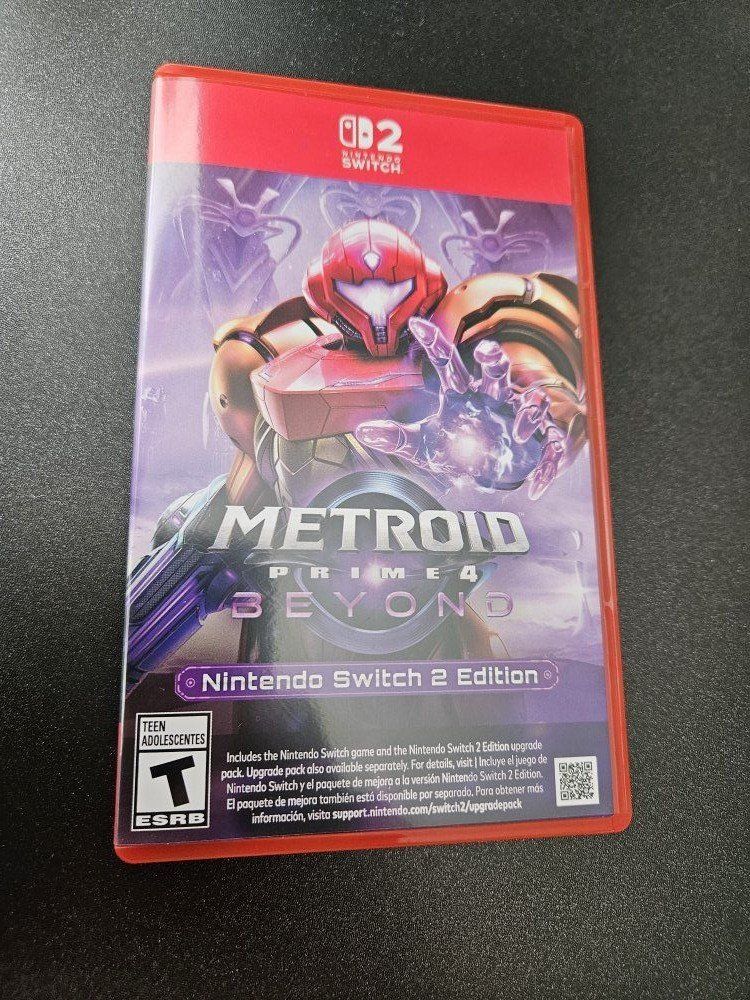 2
NINTENDO
SWITCH
METROID™
PRIME 4
BEYOND
Nintendo Switch 2 Edition
TEEN
ADOLESCENTES
T
ESRB
Includes the Nintendo Switch game and the Nintendo Switch 2 Edition upgrade
pack. Upgrade pack also available separately. For details, visit | Incluye el juego de
Nintendo Switch y el paquete de mejora a la versión Nintendo Switch 2 Edition.
El paquete de mejora también está disponible por separado. Para obtener más
información, visita support.nintendo.com/switch2/upgradepack